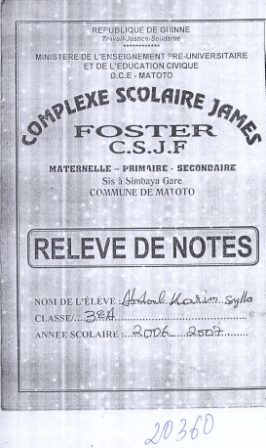 REPUBLIQUE DE GUINNE
Travail-Justice-Solidarité
************
MINISTERE DE L'ENSEIGNEMENT PRE-UNIVERSITAIRE
ET DE L'EDUCATION CIVIQUE
D.C.E - MATOTO
COMPLEXE SCOLAIRE JAMES
FOSTER
C.S.J.F
MATERNELLE - PRIMAIRE - SECONDAIRE
Sis à Simbaya Gare
COMMUNE DE MATOTO
RELEVE DE NOTES
NOM DE L'ÉLEVE : Abdoul Karim Sylla
CLASSE/....3èA
ANNEE SCOLAIRE :...2006......2007
20360